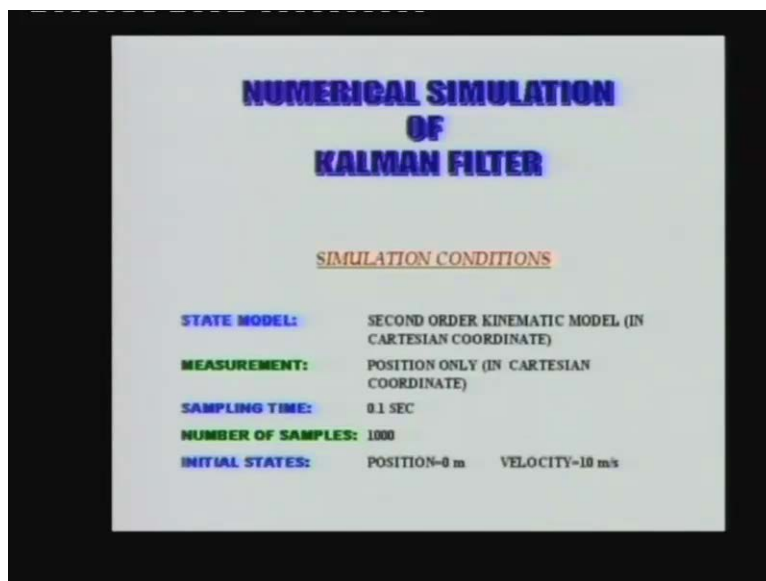 NUMERICAL SIMULATION
OF
KALMAN FILTER
SIMULATION CONDITIONS
STATE MODEL: SECOND ORDER KINEMATIC MODEL (IN
CARTESIAN COORDINATE)
MEASUREMENT: POSITION ONLY (IN CARTESIAN
COORDINATE)
SAMPLING TIME: 0.1 SEC
NUMBER OF SAMPLES: 1000
INITIAL STATES: POSITION=0 m VELOCITY=10 m/s